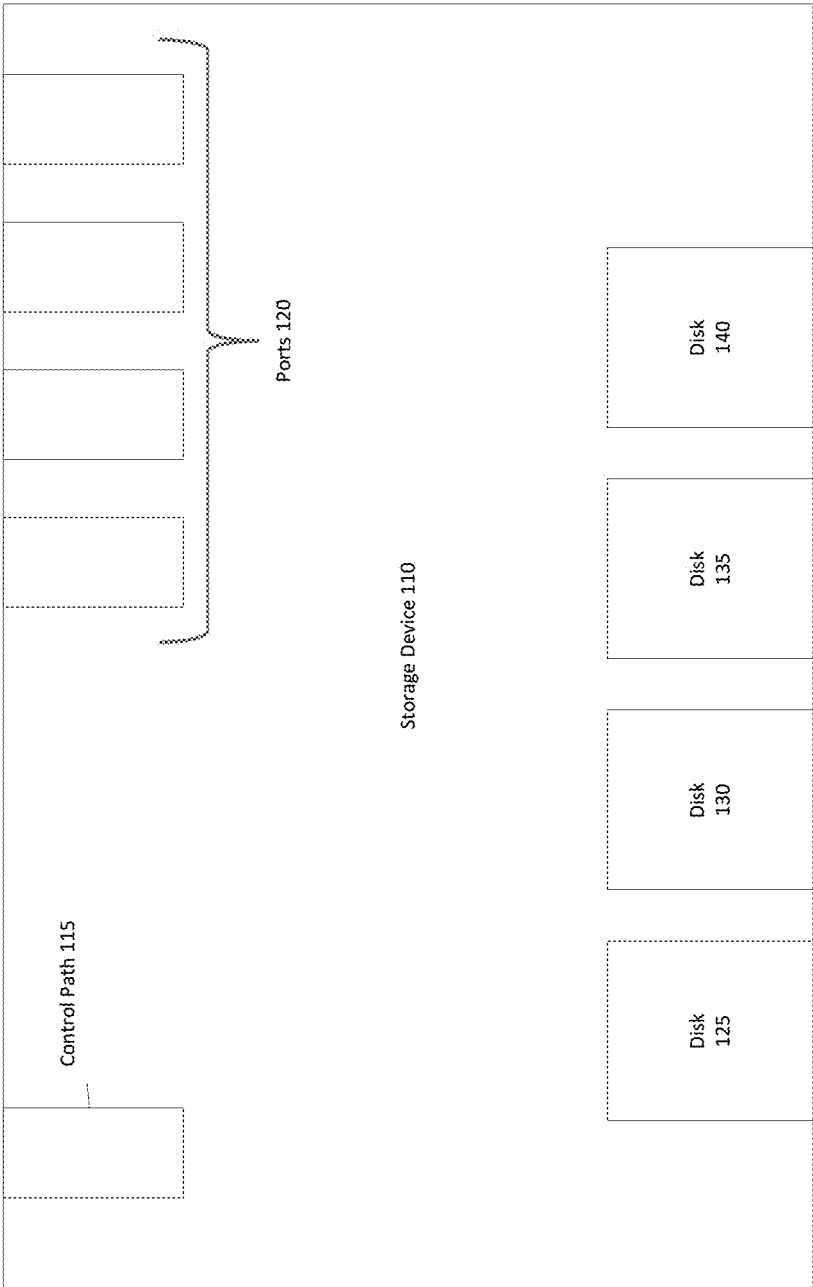 Control Path 115
Ports 120
Storage Device 110
Disk
125
Disk
130
Disk
135
Disk
140